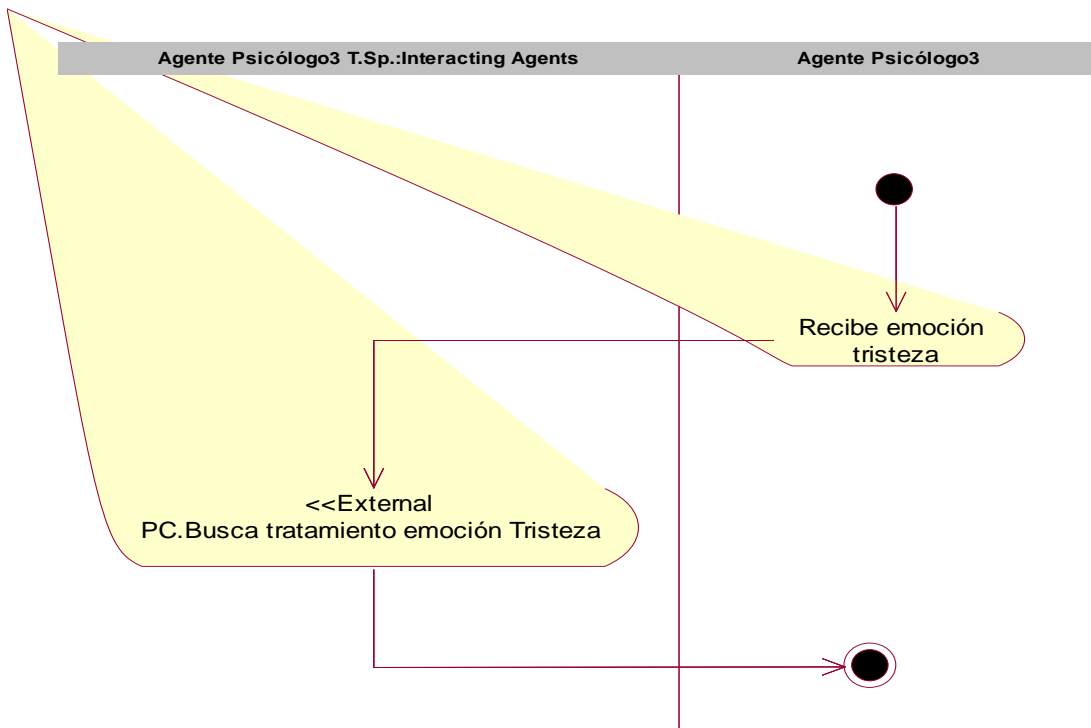 Agente Psicólogo3 T.Sp.:Interacting Agents
Agente Psicólogo3
Recibe emoción
tristeza
<<External
PC.Busca tratamiento emoción Tristeza